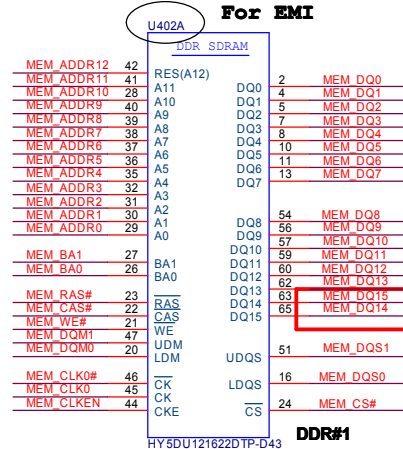 For EMI
U402A
DDR SDRAM
MEM_ADDR12 42 RES(A12)
MEM_ADDR11 41 A11 DQ0 2 MEM_DQ0
MEM_ADDR10 28 A10 DQ1 4 MEM_DQ1
MEM_ADDR9 40 A9 DQ2 5 MEM_DQ2
MEM_ADDR8 39 A8 DQ3 7 MEM_DQ3
MEM_ADDR7 38 A7 DQ4 8 MEM_DQ4
MEM_ADDR6 37 A6 DQ5 10 MEM_DQ5
MEM_ADDR5 36 A5 DQ6 11 MEM_DQ6
MEM_ADDR4 35 A4 DQ7 13 MEM_DQ7
MEM_ADDR3 32 A3
MEM_ADDR2 31 A2
MEM_ADDR1 30 A1 DQ8 54 MEM_DQ8
MEM_ADDR0 29 A0 DQ9 56 MEM_DQ9
DQ10 57 MEM_DQ10
MEM_BA1 27 BA1 DQ11 59 MEM_DQ11
MEM_BA0 26 BA0 DQ12 60 MEM_DQ12
DQ13 62 MEM_DQ13
MEM_RAS# 23 RAS DQ14 63 MEM_DQ15
MEM_CAS# 22 CAS DQ15 65 MEM_DQ14
MEM_WE# 21 WE
MEM_DQM1 47 UDM
MEM_DQM0 20 LDM UDQS 51 MEM_DQS1
MEM_CLK0# 46 CK LDQS 16 MEM_DQS0
MEM_CLK0 45 CK
MEM_CLKEN 44 CKE CS 24 MEM_CS#
HY5DU121622DTP-D43 DDR#1